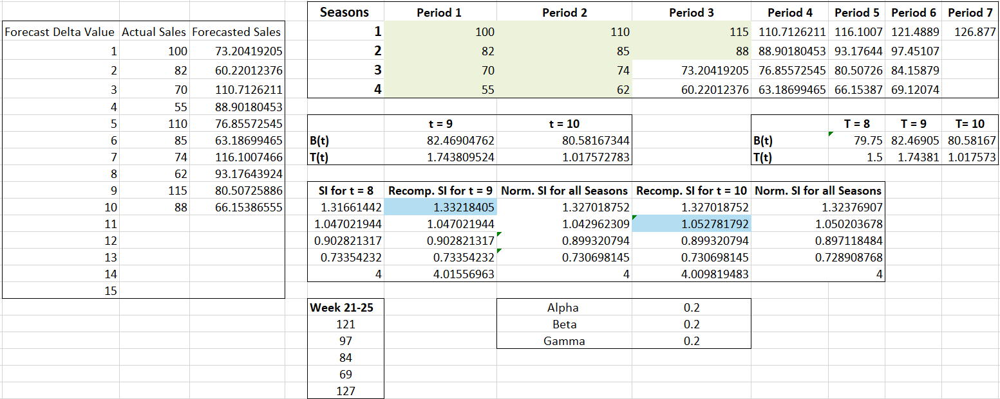 Seasons Period 1 Period 2 Period 3 Period 4 Period 5 Period 6 Period 7
Forecast Delta Value Actual Sales Forecasted Sales 1 100 110 115 110.7126211 116.1007 121.4889 126.877
1 100 73.20419205 2 82 85 88 88.90180453 93.17644 97.45107
2 82 60.22012376 3 70 74 73.20419205 76.85572545 80.50726 84.15879
3 70 110.7126211 4 55 62 60.22012376 63.18699465 66.15387 69.12074
4 55 88.90180453
5 110 76.85572545 t = 9 t = 10 T = 8 T = 9 T= 10
6 85 63.18699465 B(t) 82.46904762 80.58167344 B(t) 79.75 82.46905 80.58167
7 74 116.1007466 T(t) 1.743809524 1.017572783 T(t) 1.5 1.74381 1.017573
8 62 93.17643924
9 115 80.50725886 SI for t = 8 Recomp. SI for t = 9 Norm. SI for all Seasons Recomp. SI for t = 10 Norm. SI for all Seasons
10 88 66.15386555 1.31661442 1.33218405 1.327018752 1.327018752 1.32376907
11 1.047021944 1.047021944 1.042962309 1.052781792 1.050203678
12 0.902821317 0.902821317 0.899320794 0.899320794 0.897118484
13 0.73354232 0.73354232 0.730698145 0.730698145 0.728908768
14 4 4.01556963 4 4.009819483 4
15
Week 21-25 Alpha 0.2
121 Beta 0.2
97 Gamma 0.2
84
69
127